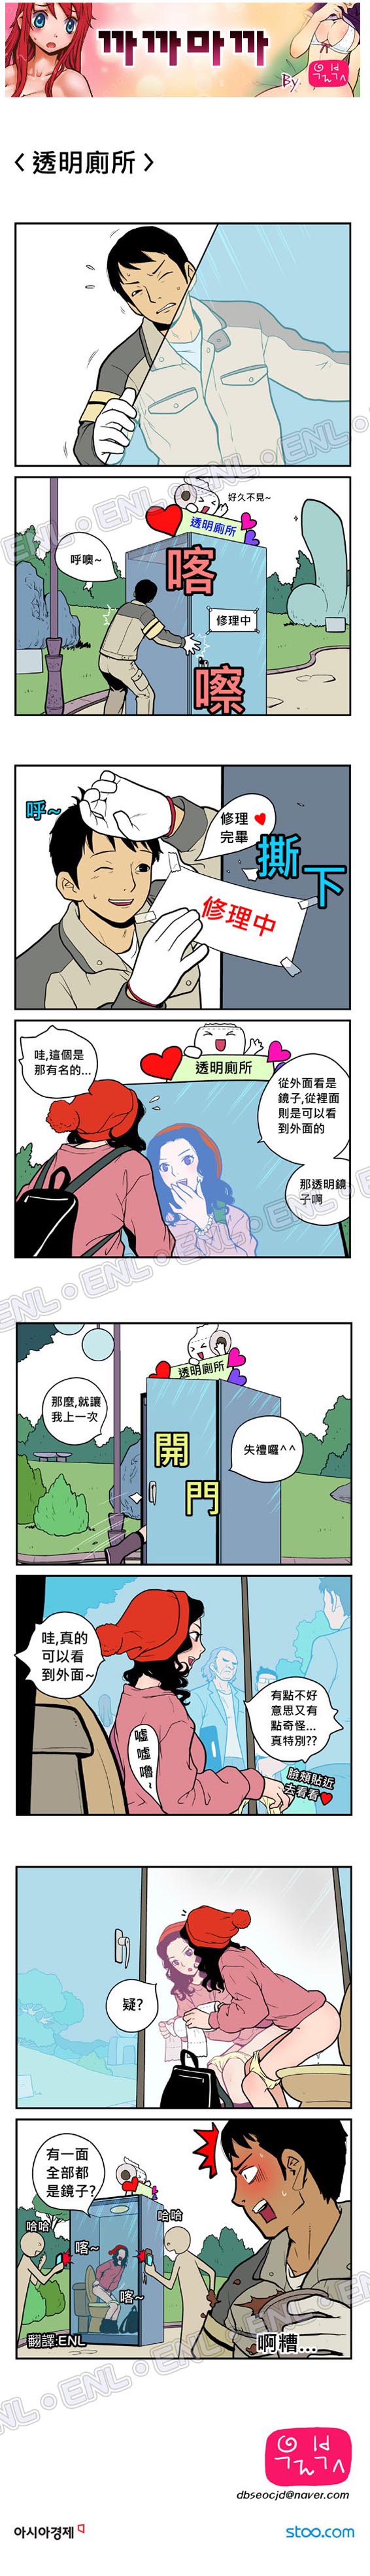 까까마까
By.
으ㄴㄱㅅ
< 透明廁所 >
好久不見~
透明廁所
呼噢~
喀
嚓
修理中
呼~
修理
完畢
撕
下
修理中
哇,這個是
那有名的...
透明廁所
從外面看是
鏡子,從裡面
則是可以看
到外面的
那透明鏡
子啊
透明廁所
那麼,就讓
我上一次
開
門
失禮囉^^
哇,真的
可以看
到外面~
噓
噓
嚕
~
有點不好
意思又有
點奇怪...
真特別??
臉頰貼近
去看看
疑?
有一面
全部都
是鏡子?
哈哈
哈哈
喀~
喀~
翻譯:ENL
啊糟...
ENL
dbseocjd@naver.com
아시아경제
stoo.com